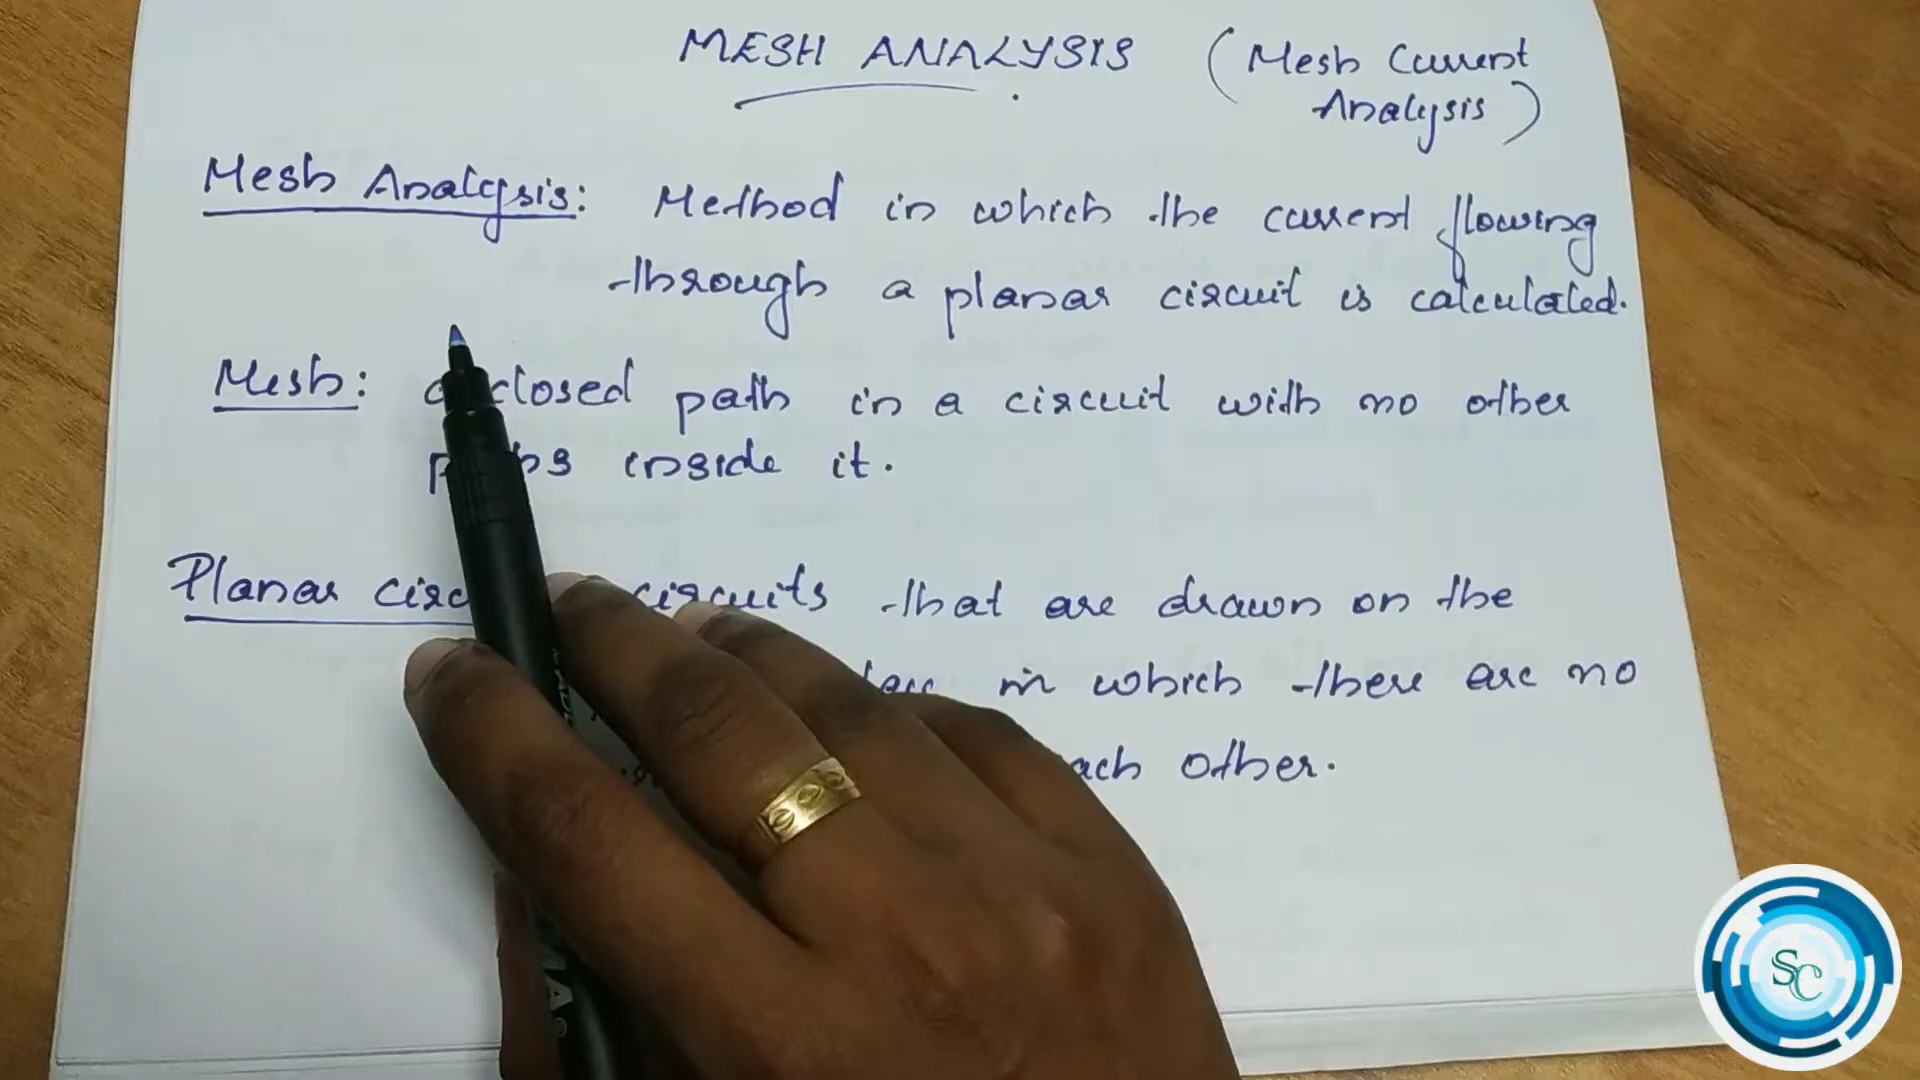 MESH ANALYSIS (Mesh Current
Analysis)
Mesh Analysis: Method in which the current flowing
through a planar circuit is calculated.
Mesh: closed path in a circuit with no other
inside it.
Planar circuits that are drawn on the
in which there are no
each other.
SC